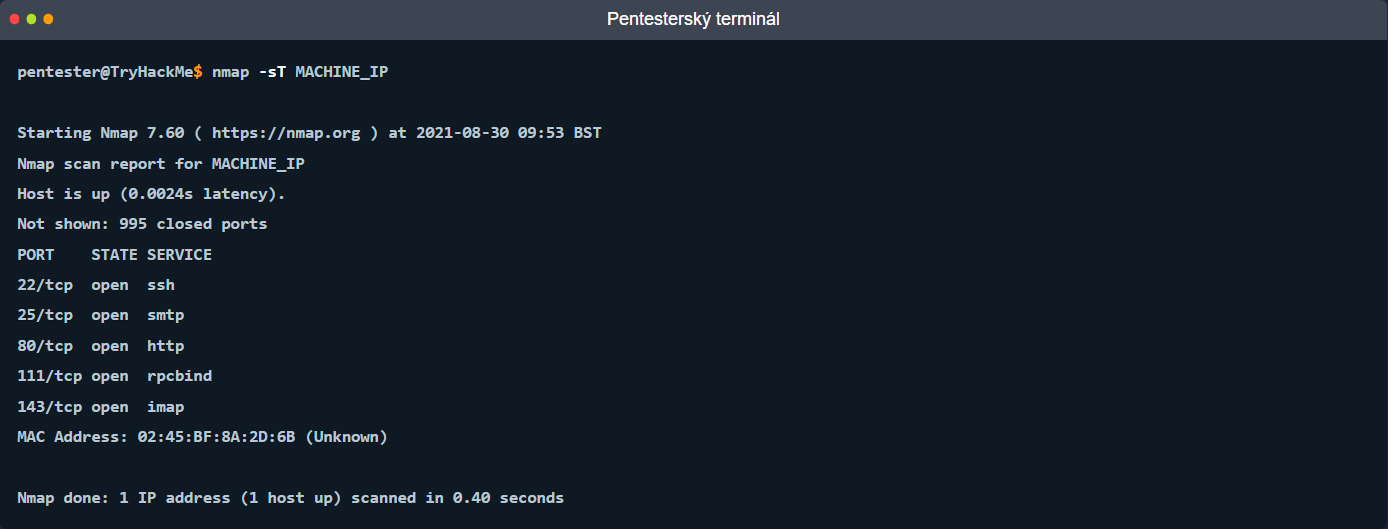 Pentesterský terminál
pentester@TryHackMe$ nmap -sT MACHINE_IP
Starting Nmap 7.60 ( https://nmap.org ) at 2021-08-30 09:53 BST
Nmap scan report for MACHINE_IP
Host is up (0.0024s latency).
Not shown: 995 closed ports
PORT    STATE SERVICE
22/tcp  open  ssh
25/tcp  open  smtp
80/tcp  open  http
111/tcp open  rpcbind
143/tcp open  imap
MAC Address: 02:45:BF:8A:2D:6B (Unknown)
Nmap done: 1 IP address (1 host up) scanned in 0.40 seconds